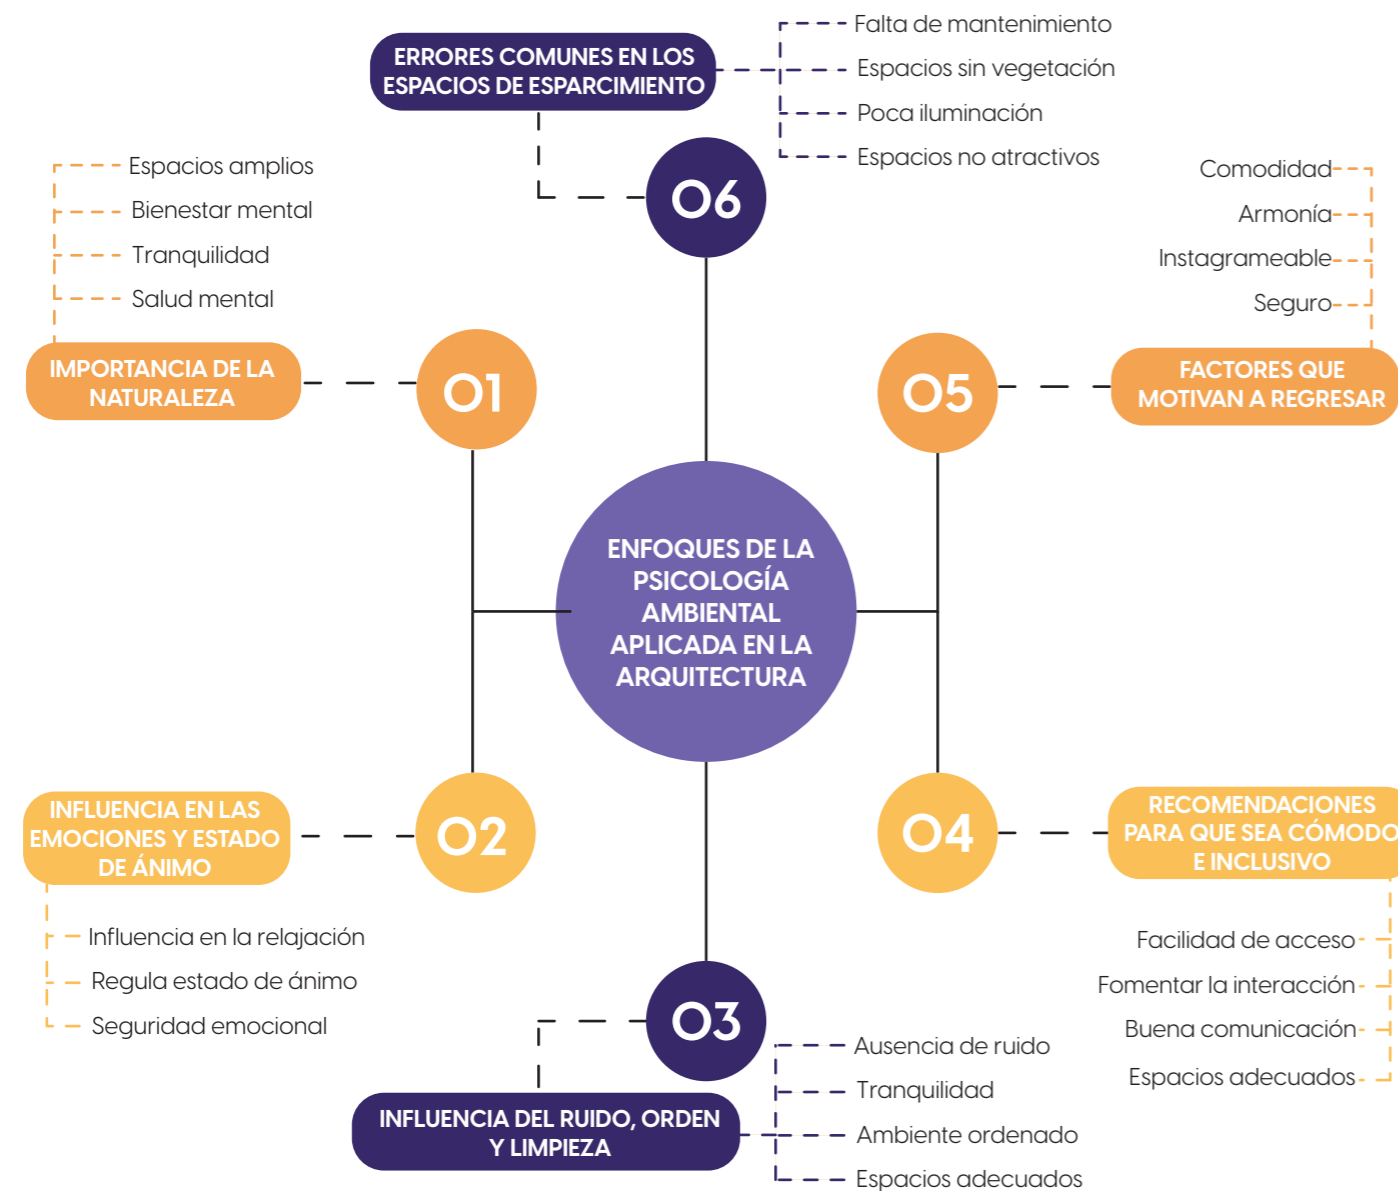 ERRORES COMUNES EN LOS
ESPACIOS DE ESPARCIMIENTO
Falta de mantenimiento
Espacios sin vegetación
Poca iluminación
Espacios no atractivos
06
Espacios amplios
Bienestar mental
Tranquilidad
Salud mental
IMPORTANCIA DE LA
NATURALEZA
01
Comodidad
Armonía
Instagrameable
Seguro
05
FACTORES QUE
MOTIVAN A REGRESAR
ENFOQUES DE LA
PSICOLOGÍA
AMBIENTAL
APLICADA EN LA
ARQUITECTURA
INFLUENCIA EN LAS
EMOCIONES Y ESTADO
DE ÁNIMO
02
Influencia en la relajación
Regula estado de ánimo
Seguridad emocional
04
RECOMENDACIONES
PARA QUE SEA CÓMODO
E INCLUSIVO
Facilidad de acceso
Fomentar la interacción
Buena comunicación
Espacios adecuados
03
INFLUENCIA DEL RUIDO, ORDEN
Y LIMPIEZA
Ausencia de ruido
Tranquilidad
Ambiente ordenado
Espacios adecuados